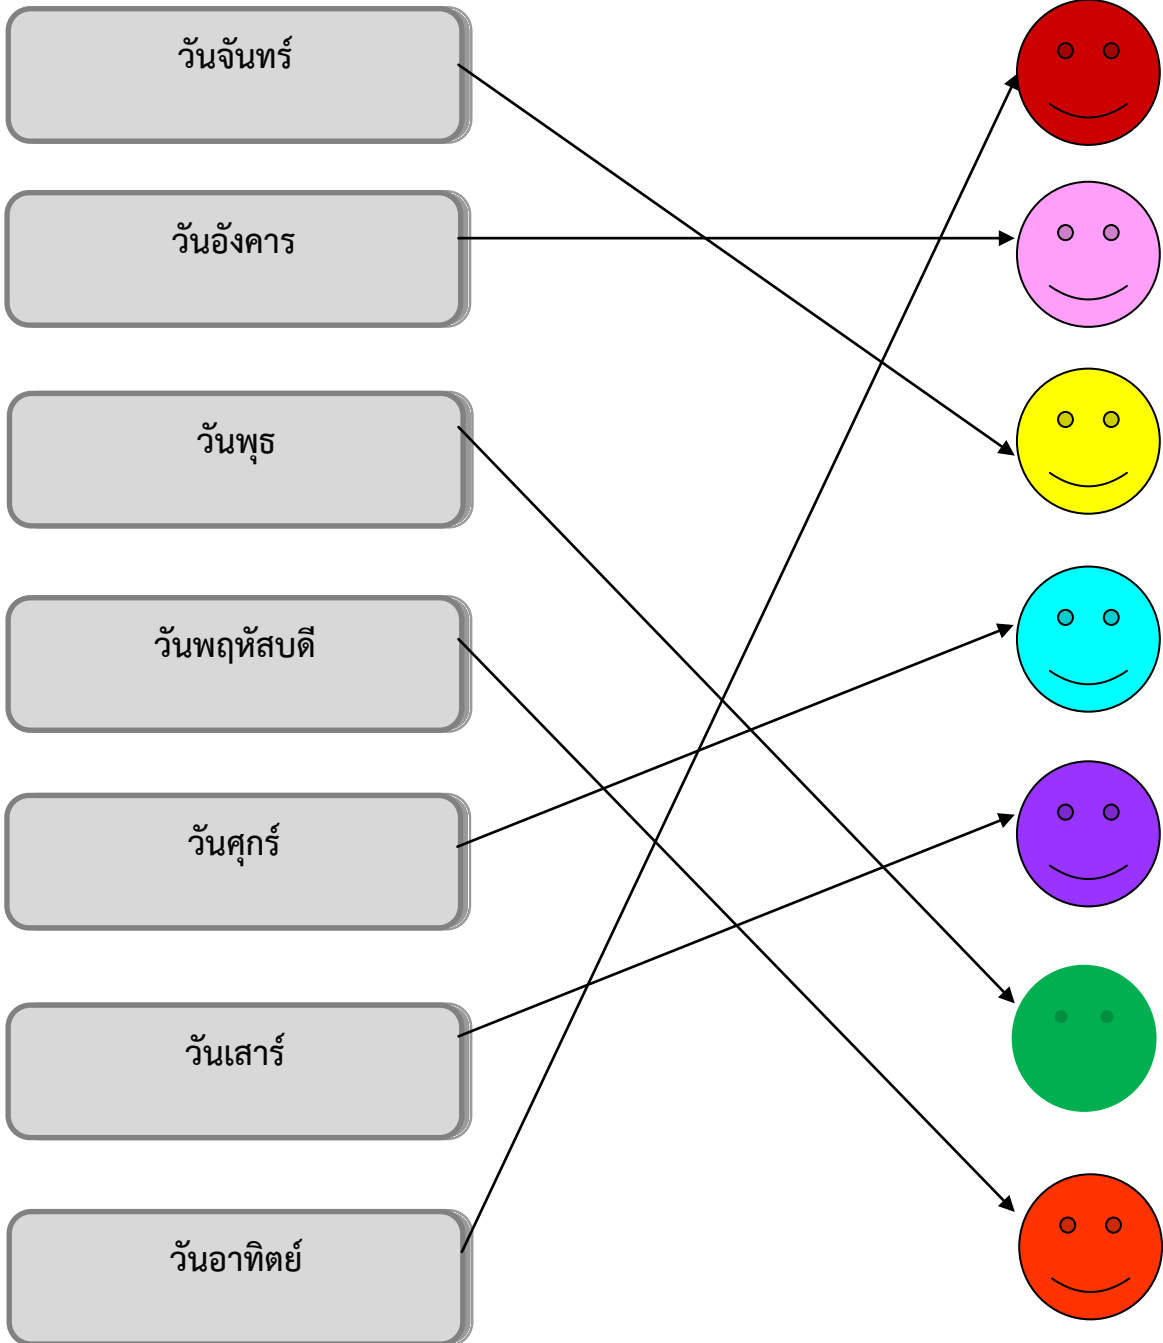 วันจันทร์
วันอังคาร
วันพุธ
วันพฤหัสบดี
วันศุกร์
วันเสาร์
วันอาทิตย์